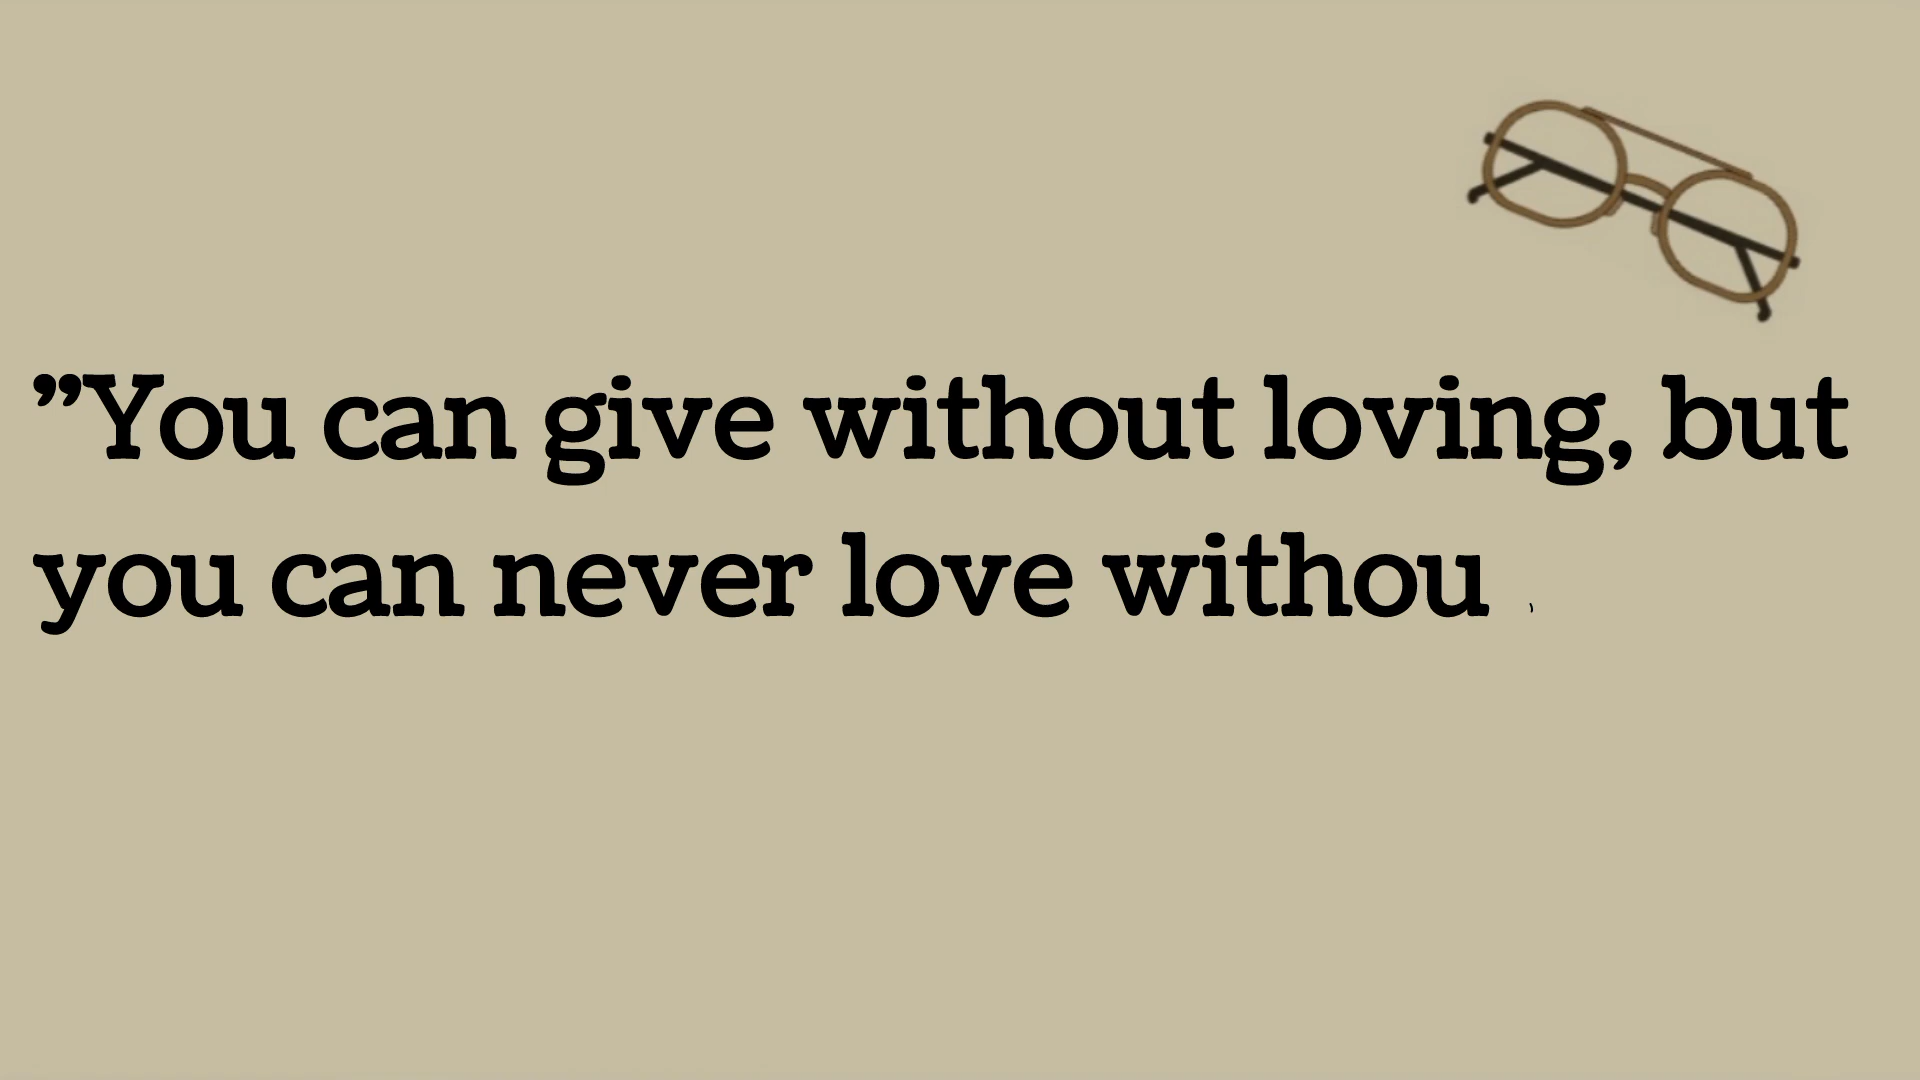 ”You can give without loving, but
you can never love withou